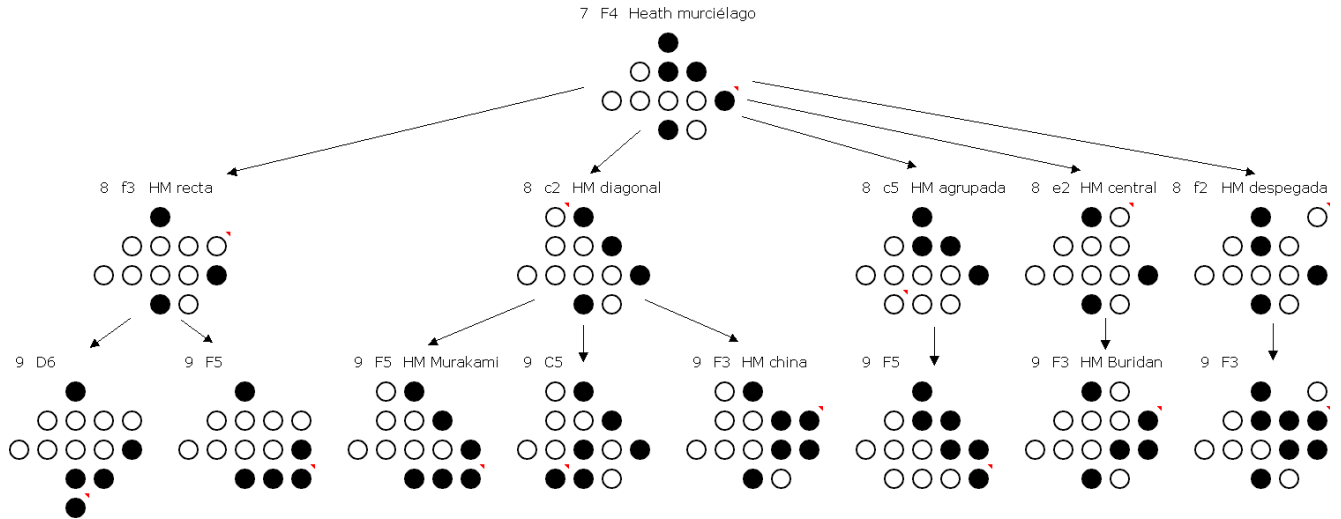 7 F4 Heath murciélago
8 f3 HM recta
8 c2 HM diagonal
8 c5 HM agrupada
8 e2 HM central
8 f2 HM despegada
9 D6
9 F5
9 F5 HM Murakami
9 C5
9 F3 HM china
9 F5
9 F3 HM Buridan
9 F3